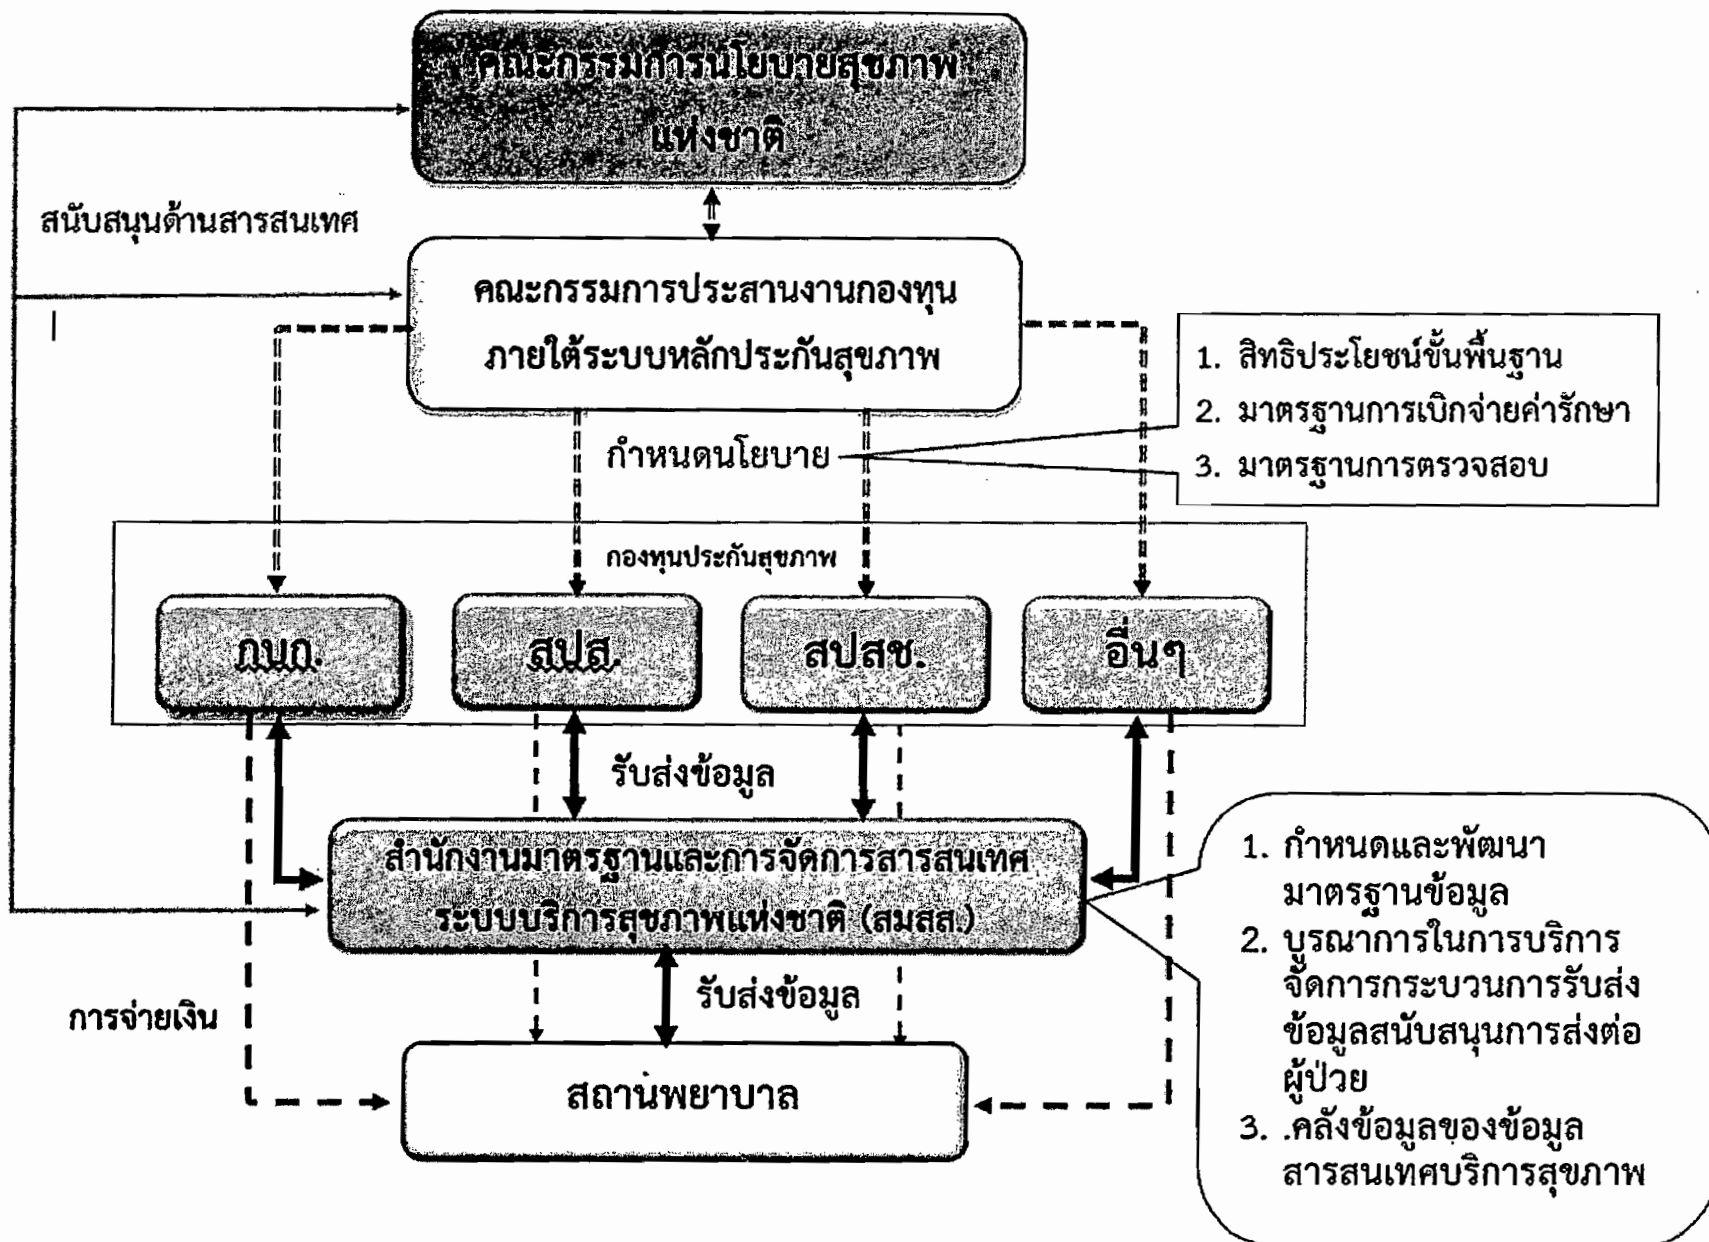 คณะกรรมการนโยบายสุขภาพ
แห่งชาติ
สนับสนุนด้านสารสนเทศ
คณะกรรมการประสานงานกองทุน
ภายใต้ระบบหลักประกันสุขภาพ
1. สิทธิประโยชน์ขั้นพื้นฐาน
2. มาตรฐานการเบิกจ่ายค่ารักษา
3. มาตรฐานการตรวจสอบ
กำหนดนโยบาย
กองทุนประกันสุขภาพ
กบก.
สปส.
สปสช.
อื่นๆ
รับส่งข้อมูล
สำนักงานมาตรฐานและการจัดการสารสนเทศ
ระบบบริการสุขภาพแห่งชาติ (สมสส.)
1. กำหนดและพัฒนา
มาตรฐานข้อมูล
2. บูรณาการในการบริการ
จัดการกระบวนการรับส่ง
ข้อมูลสนับสนุนการส่งต่อ
ผู้ป่วย
3. .คลังข้อมูลของข้อมูล
สารสนเทศบริการสุขภาพ
รับส่งข้อมูล
การจ่ายเงิน
สถานพยาบาล